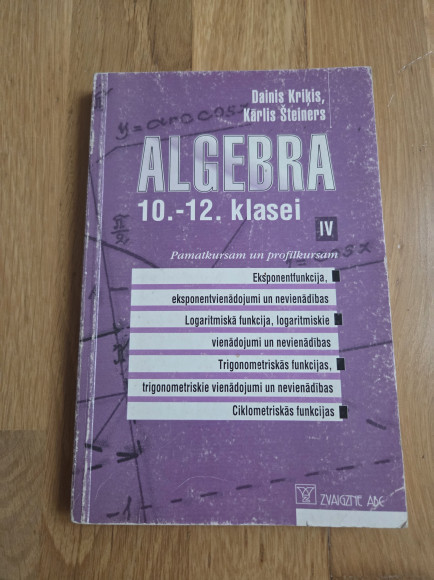 Dainis Kriķis,
Kārlis Šteiners
y = arccosx
ALGEBRA
10.-12. klasei
IV
Pamatkursam un profilkursam
Eksponentfunkcija,
eksponentvienādojumi un nevienādības
Logaritmiskā funkcija, logaritmiskie
vienādojumi un nevienādības
Trigonometriskās funkcijas,
trigonometriskie vienādojumi un nevienādības
Ciklometriskās funkcijas
ZVAIGZNE ABC